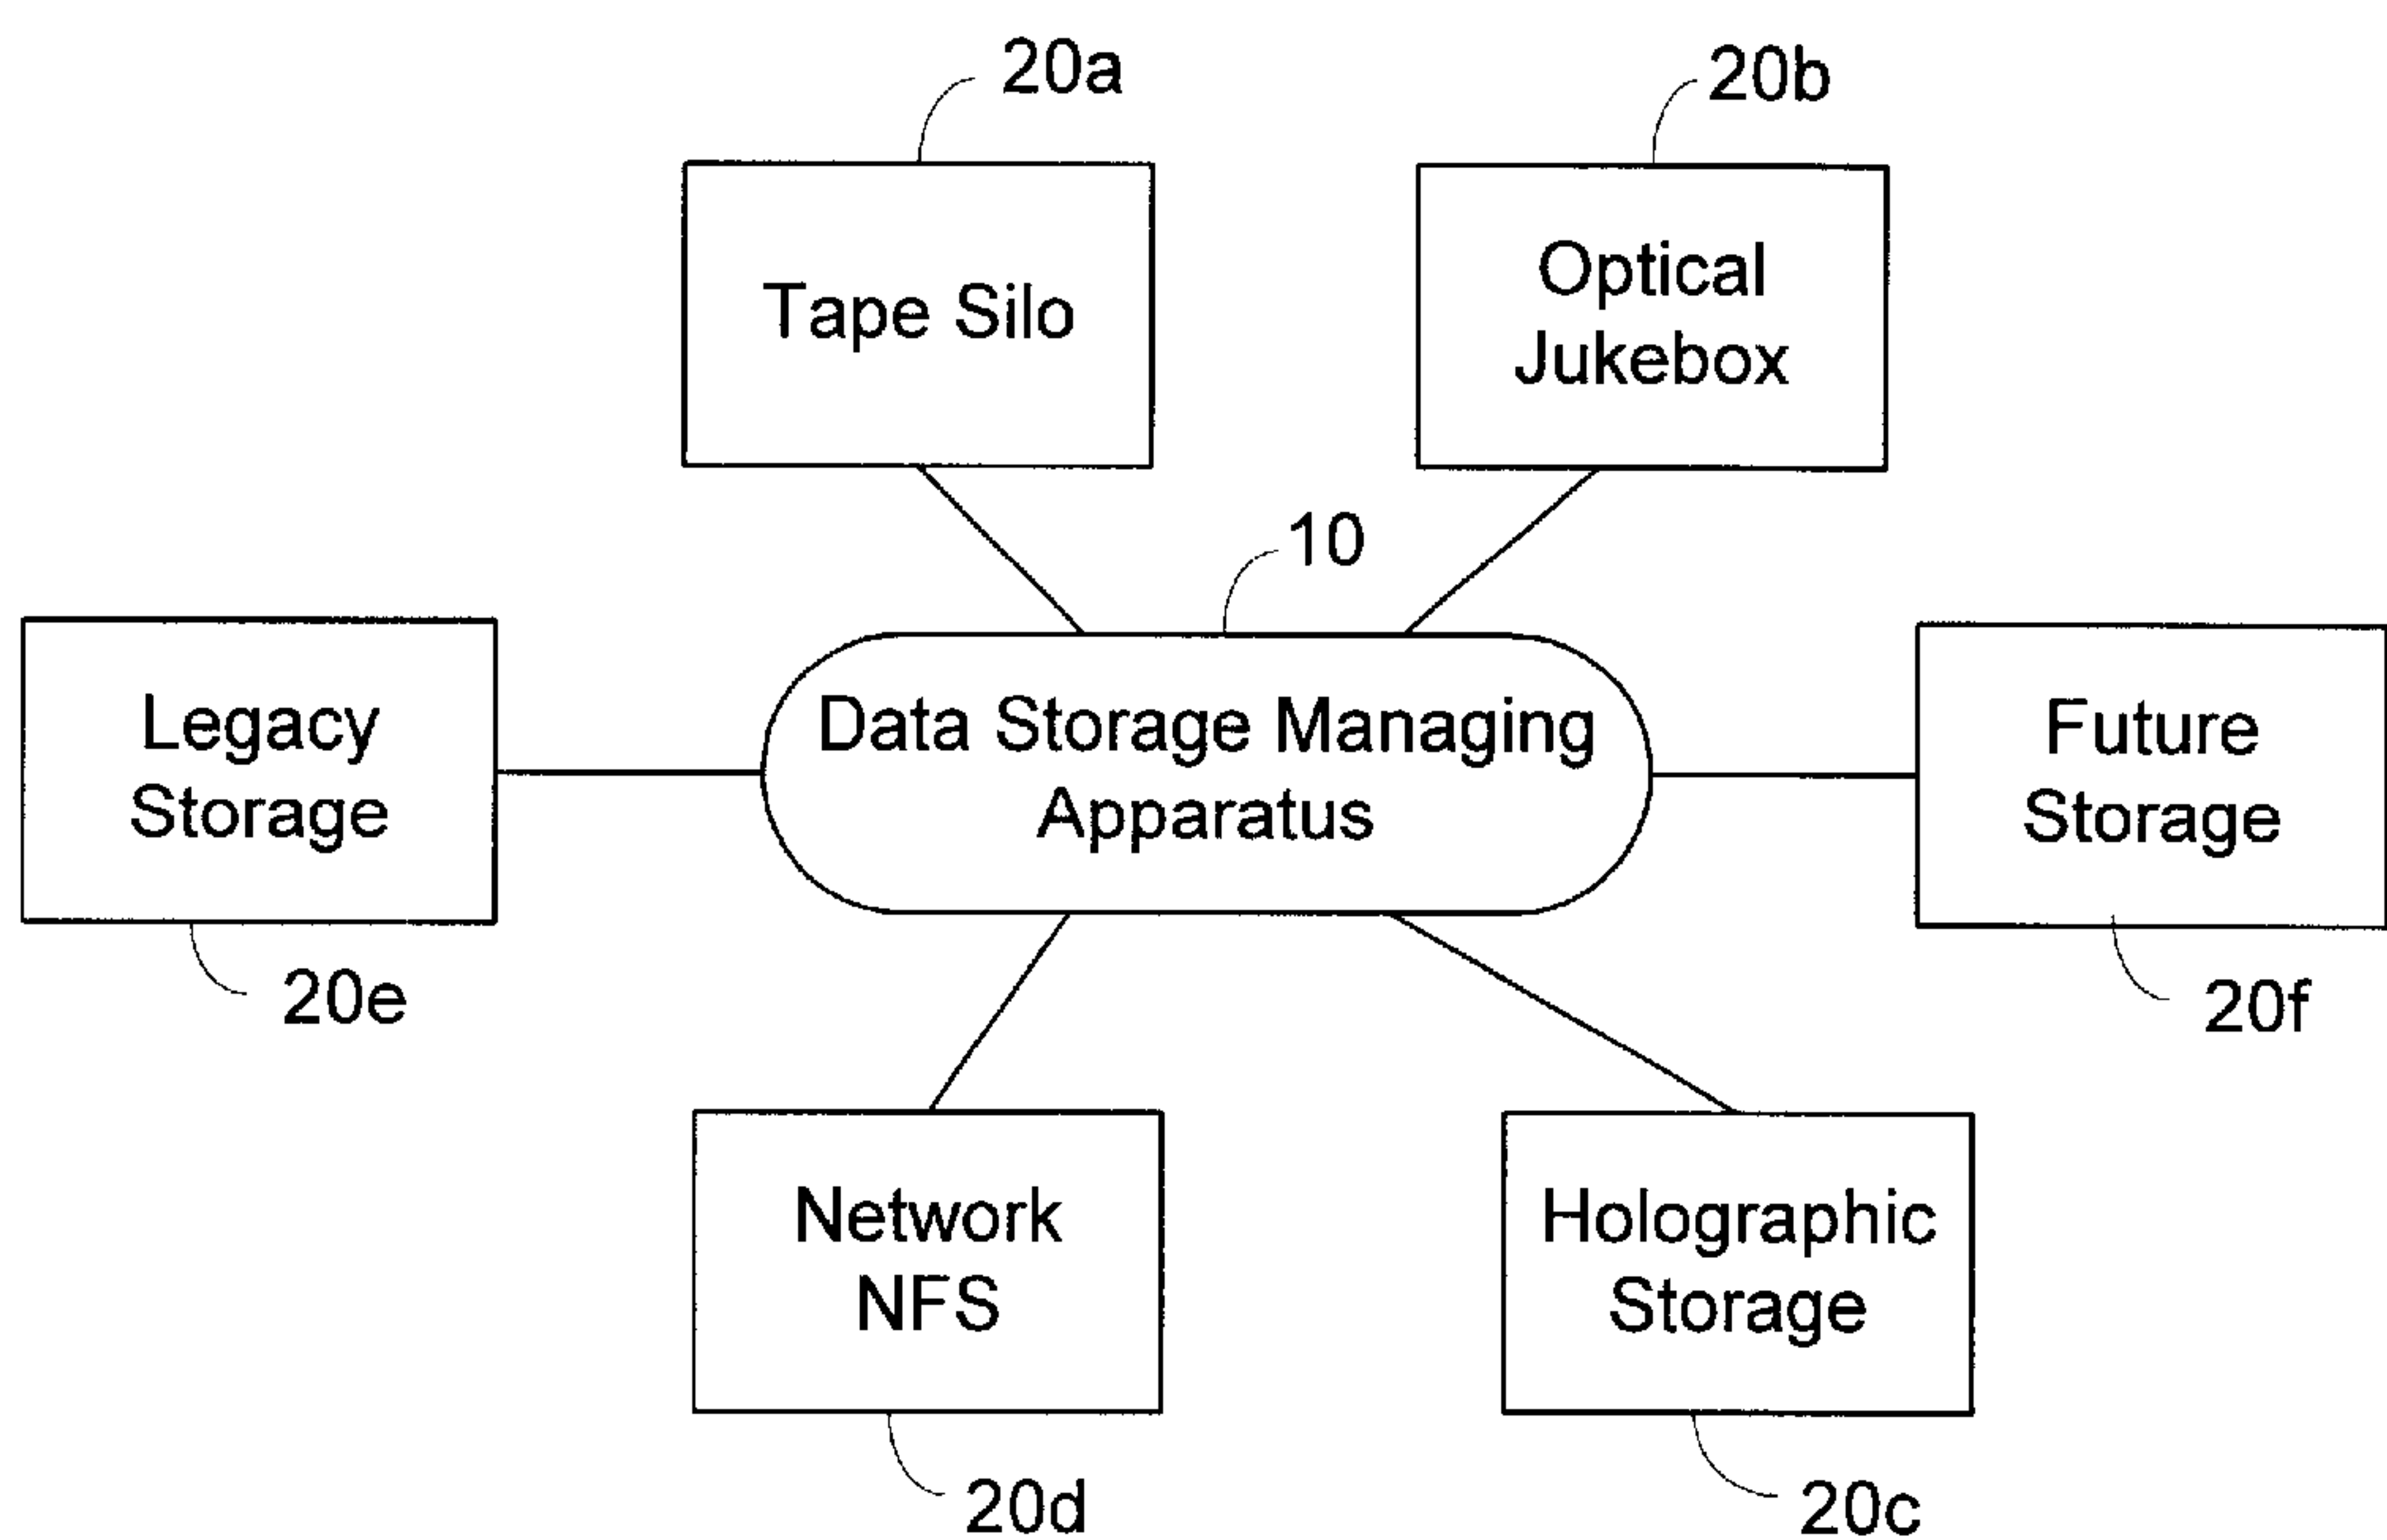 20a
20b
Tape Silo
Optical
Jukebox
10
Legacy
Storage
Data Storage Managing
Apparatus
Future
Storage
20e
20f
Network
NFS
Holographic
Storage
20d
20c